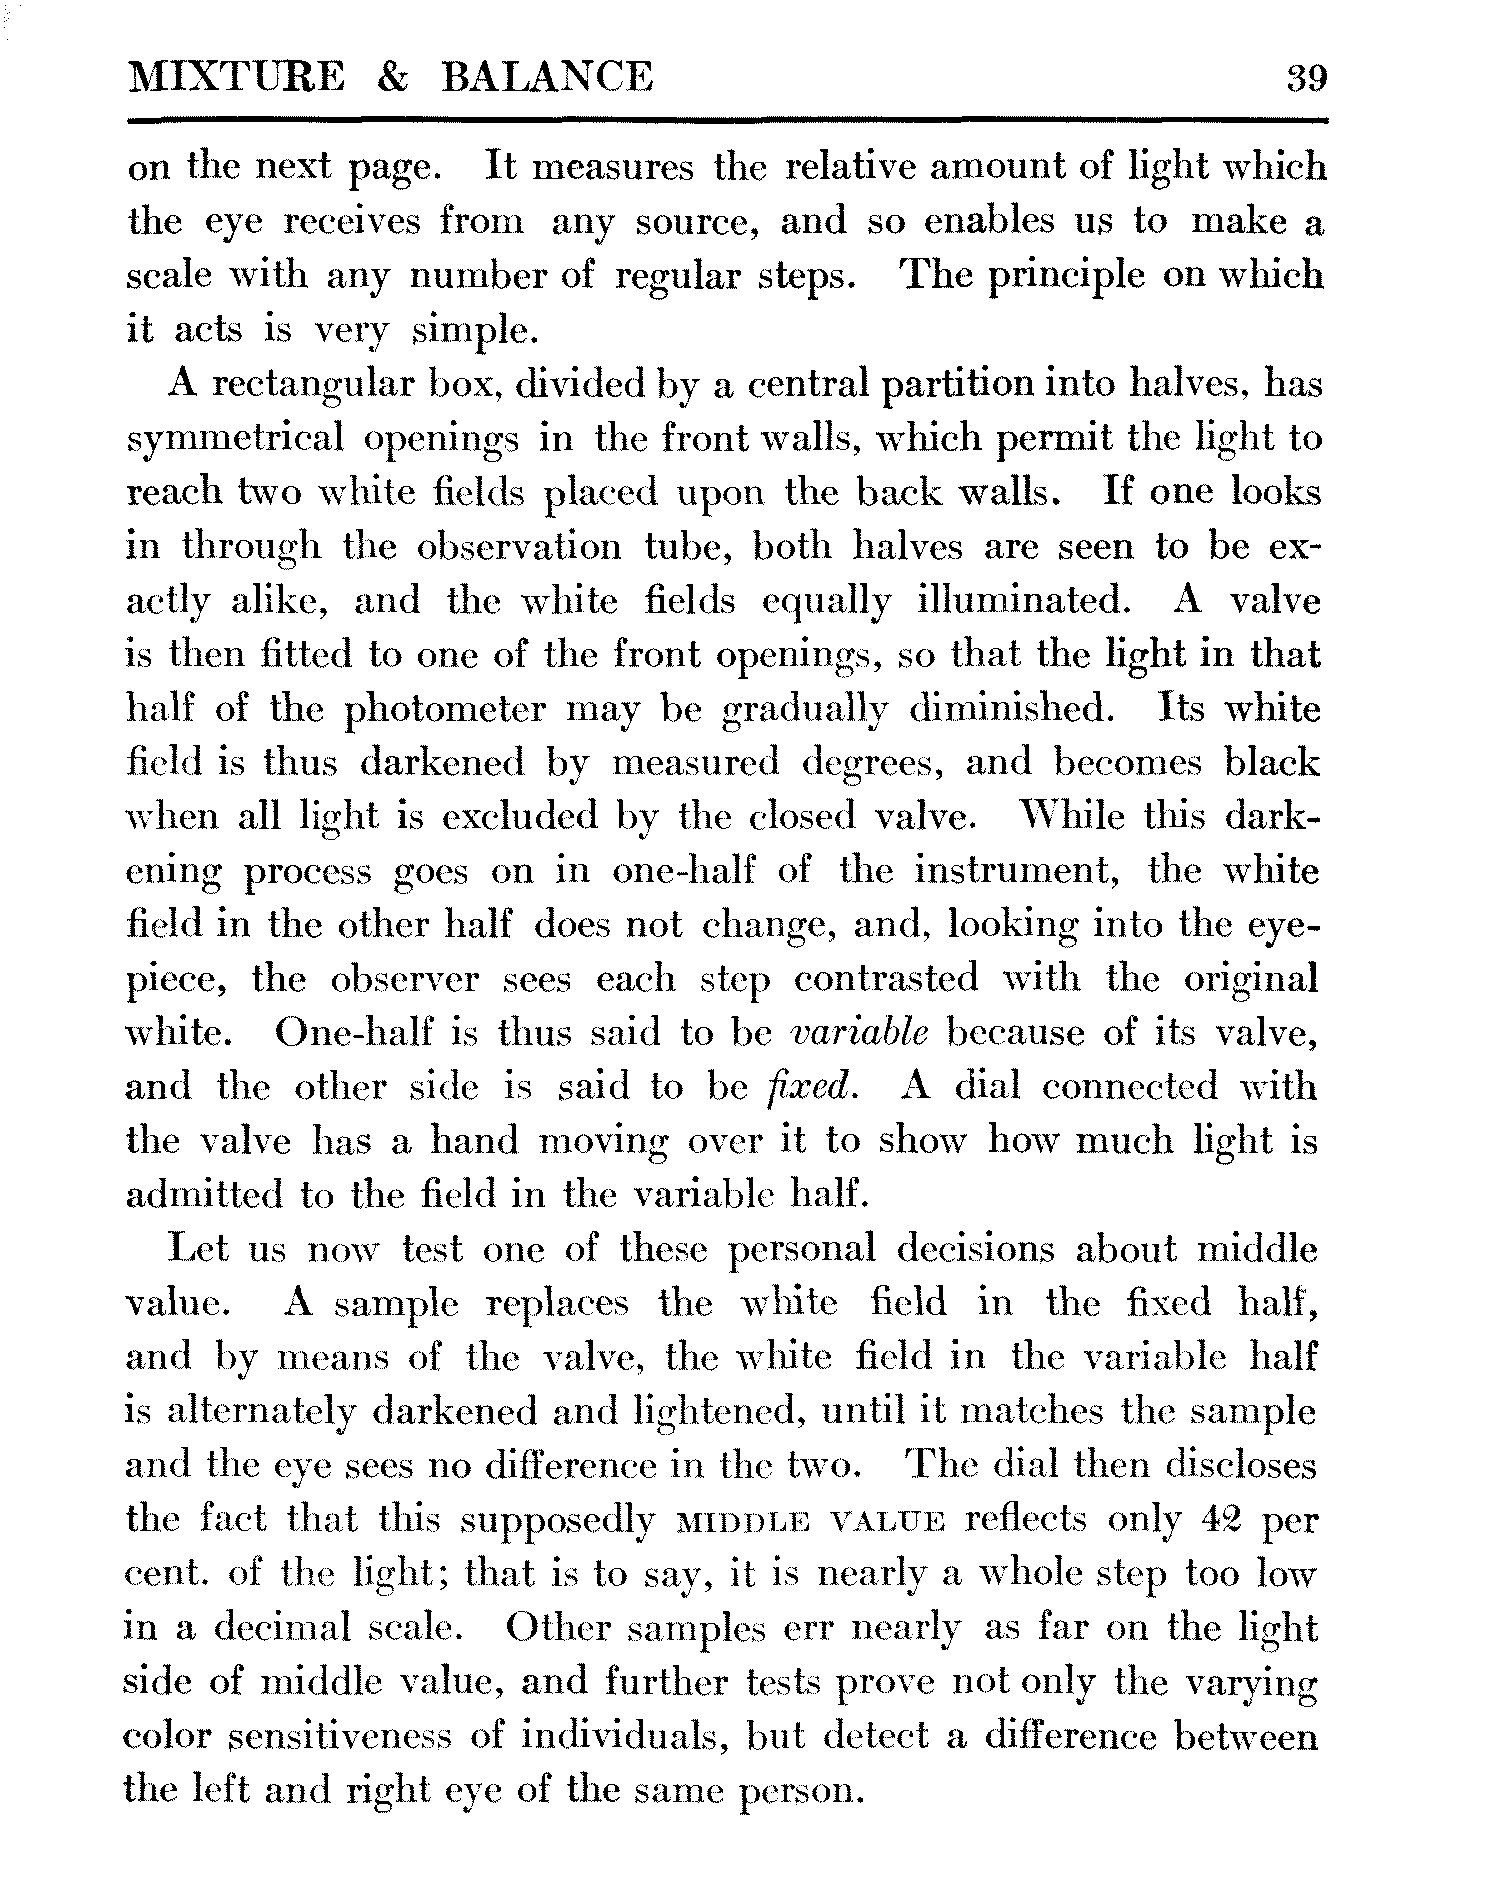 MIXTURE & BALANCE 39
on the next page. It measures the relative amount of light which
the eye receives from any source, and so enables us to make a
scale with any number of regular steps. The principle on which
it acts is very simple.
A rectangular box, divided by a central partition into halves, has
symmetrical openings in the front walls, which permit the light to
reach two white fields placed upon the back walls. If one looks
in through the observation tube, both halves are seen to be ex-
actly alike, and the white fields equally illuminated. A valve
is then fitted to one of the front openings, so that the light in that
half of the photometer may be gradually diminished. Its white
field is thus darkened by measured degrees, and becomes black
when all light is excluded by the closed valve. While this dark-
ening process goes on in one-half of the instrument, the white
field in the other half does not change, and, looking into the eye-
piece, the observer sees each step contrasted with the original
white. One-half is thus said to be variable because of its valve,
and the other side is said to be fixed. A dial connected with
the valve has a hand moving over it to show how much light is
admitted to the field in the variable half.
Let us now test one of these personal decisions about middle
value. A sample replaces the white field in the fixed half,
and by means of the valve, the white field in the variable half
is alternately darkened and lightened, until it matches the sample
and the eye sees no difference in the two. The dial then discloses
the fact that this supposedly MIDDLE VALUE reflects only 42 per
cent. of the light; that is to say, it is nearly a whole step too low
in a decimal scale. Other samples err nearly as far on the light
side of middle value, and further tests prove not only the varying
color sensitiveness of individuals, but detect a difference between
the left and right eye of the same person.